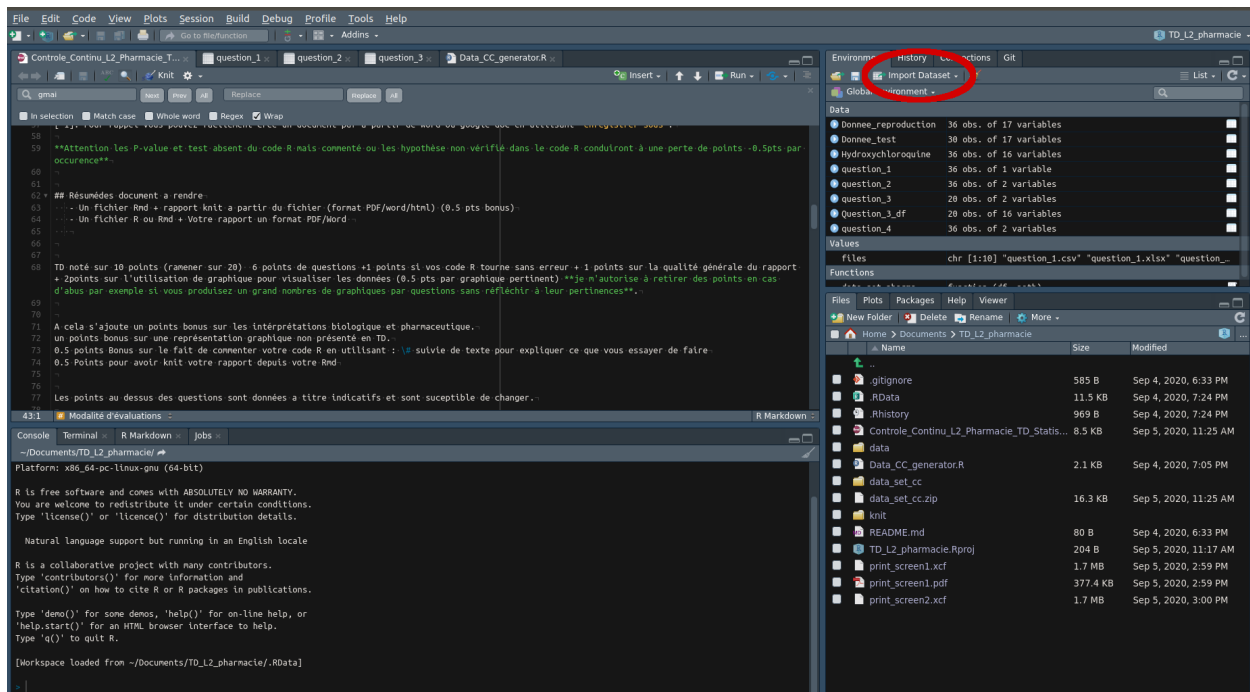 File Edit Code View Plots Session Build Debug Profile Tools Help
Go to file/function Addins TD_L2_pharmacie
Controle_Continu_L2_Pharmacie_T... question_1 question_2 question_3 Data_CC_generator.R
Knit Insert Run
gmai Next Prev All Replace Replace All
In selection Match case Whole word Regex Wrap
58
59 **Attention les P-value et test absent du code R mais commenté ou les hypothèse non vérifié dans le code R conduiront à une perte de points -0.5pts par
occurence**
60
61
62 ## Résumédes document a rendre
63 - Un fichier Rmd + rapport knit a partir du fichier (format PDF/word/html) (0.5 pts bonus)
64 - Un fichier R ou Rmd + Votre rapport un format PDF/Word
65
66
67
68 TD noté sur 10 points (ramener sur 20) 6 points de questions +1 points si vos code R tourne sans erreur + 1 points sur la qualité générale du rapport
+ 2points sur l'utilisation de graphique pour visualiser les données (0.5 pts par graphique pertinent) **je m'autorise à retirer des points en cas
d'abus par exemple si vous produisez un grand nombres de graphiques par questions sans réfléchir à leur pertinences**.
69
70
71 A cela s'ajoute un points bonus sur les intérprétations biologique et pharmaceutique.
72 un points bonus sur une représentation graphique non présenté en TD.
73 0.5 points Bonus sur le fait de commenter votre code R en utilisant : \# suivie de texte pour expliquer ce que vous essayer de faire
74 0.5 Points pour avoir knit votre rapport depuis votre Rmd
75
76
77 Les points au dessus des questions sont données a titre indicatifs et sont suceptible de changer.
43:1 # Modalité d'évaluations R Markdown
Console Terminal R Markdown Jobs
~/Documents/TD_L2_pharmacie/
Platform: x86_64-pc-linux-gnu (64-bit)
R is free software and comes with ABSOLUTELY NO WARRANTY.
You are welcome to redistribute it under certain conditions.
Type 'license()' or 'licence()' for distribution details.
Natural language support but running in an English locale
R is a collaborative project with many contributors.
Type 'contributors()' for more information and
'citation()' on how to cite R or R packages in publications.
Type 'demo()' for some demos, 'help()' for on-line help, or
'help.start()' for an HTML browser interface to help.
Type 'q()' to quit R.
[Workspace loaded from ~/Documents/TD_L2_pharmacie/.RData]
>
Environment History Connections Git
Import Dataset List
Global Environment
Data
Donnee_reproduction 36 obs. of 17 variables
Donnee_test 30 obs. of 17 variables
Hydroxychloroquine 36 obs. of 16 variables
question_1 36 obs. of 1 variable
question_2 36 obs. of 2 variables
question_3 20 obs. of 2 variables
Question_3_df 20 obs. of 16 variables
question_4 36 obs. of 2 variables
Values
files chr [1:10] "question_1.csv" "question_1.xlsx" "question_...
Functions
Files Plots Packages Help Viewer
New Folder Delete Rename More
Home > Documents > TD_L2_pharmacie ...
Name Size Modified
..
.gitignore 585 B Sep 4, 2020, 6:33 PM
.RData 11.5 KB Sep 4, 2020, 7:24 PM
.Rhistory 969 B Sep 4, 2020, 7:24 PM
Controle_Continu_L2_Pharmacie_TD_Statis... 8.5 KB Sep 5, 2020, 11:25 AM
data
Data_CC_generator.R 2.1 KB Sep 4, 2020, 7:05 PM
data_set_cc
data_set_cc.zip 16.3 KB Sep 5, 2020, 11:25 AM
knit
README.md 80 B Sep 4, 2020, 6:33 PM
TD_L2_pharmacie.Rproj 204 B Sep 5, 2020, 11:17 AM
print_screen1.xcf 1.7 MB Sep 5, 2020, 2:59 PM
print_screen1.pdf 377.4 KB Sep 5, 2020, 2:59 PM
print_screen2.xcf 1.7 MB Sep 5, 2020, 3:00 PM